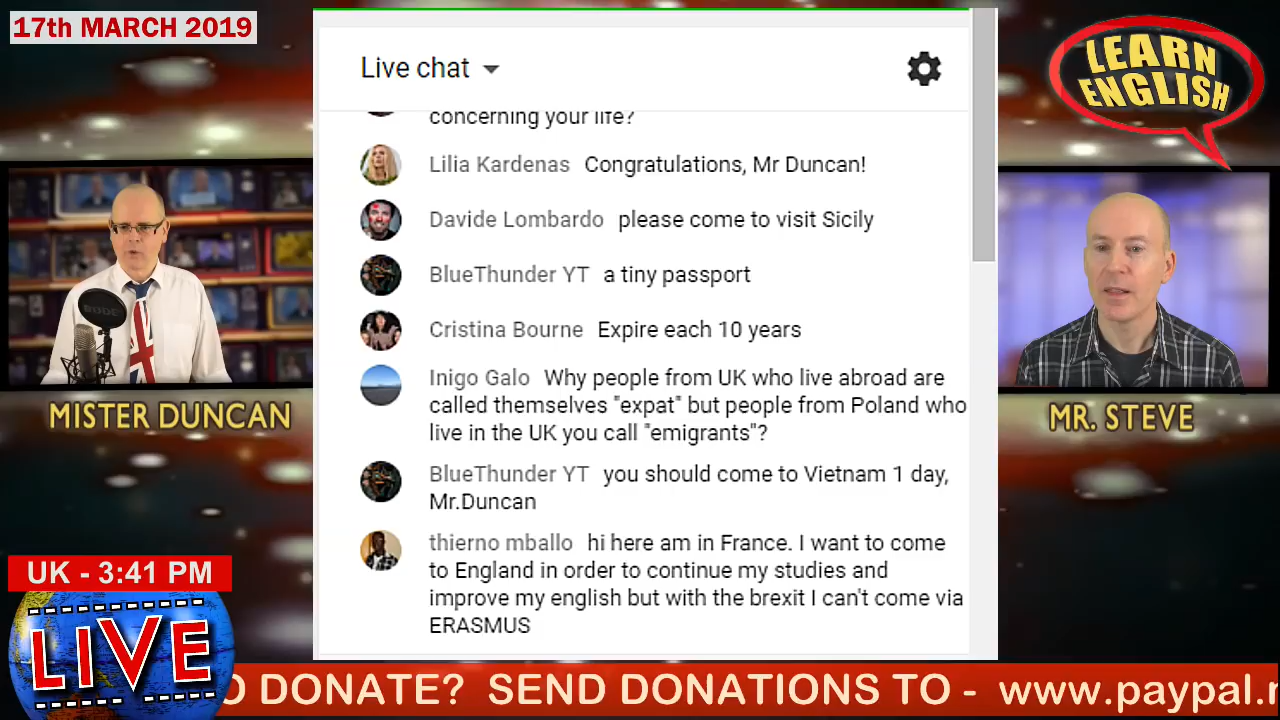 17th MARCH 2019
LEARN
ENGLISH
Live chat
concerning your life?
Lilia Kardenas Congratulations, Mr Duncan!
Davide Lombardo please come to visit Sicily
BlueThunder YT a tiny passport
Cristina Bourne Expire each 10 years
Inigo Galo Why people from UK who live abroad are
called themselves "expat" but people from Poland who
live in the UK you call "emigrants"?
BlueThunder YT you should come to Vietnam 1 day,
Mr.Duncan
thierno mballo hi here am in France. I want to come
to England in order to continue my studies and
improve my english but with the brexit I can't come via
ERASMUS
RODE
MISTER DUNCAN
MR. STEVE
UK - 3:41 PM
LIVE
O DONATE? SEND DONATIONS TO - www.paypal.